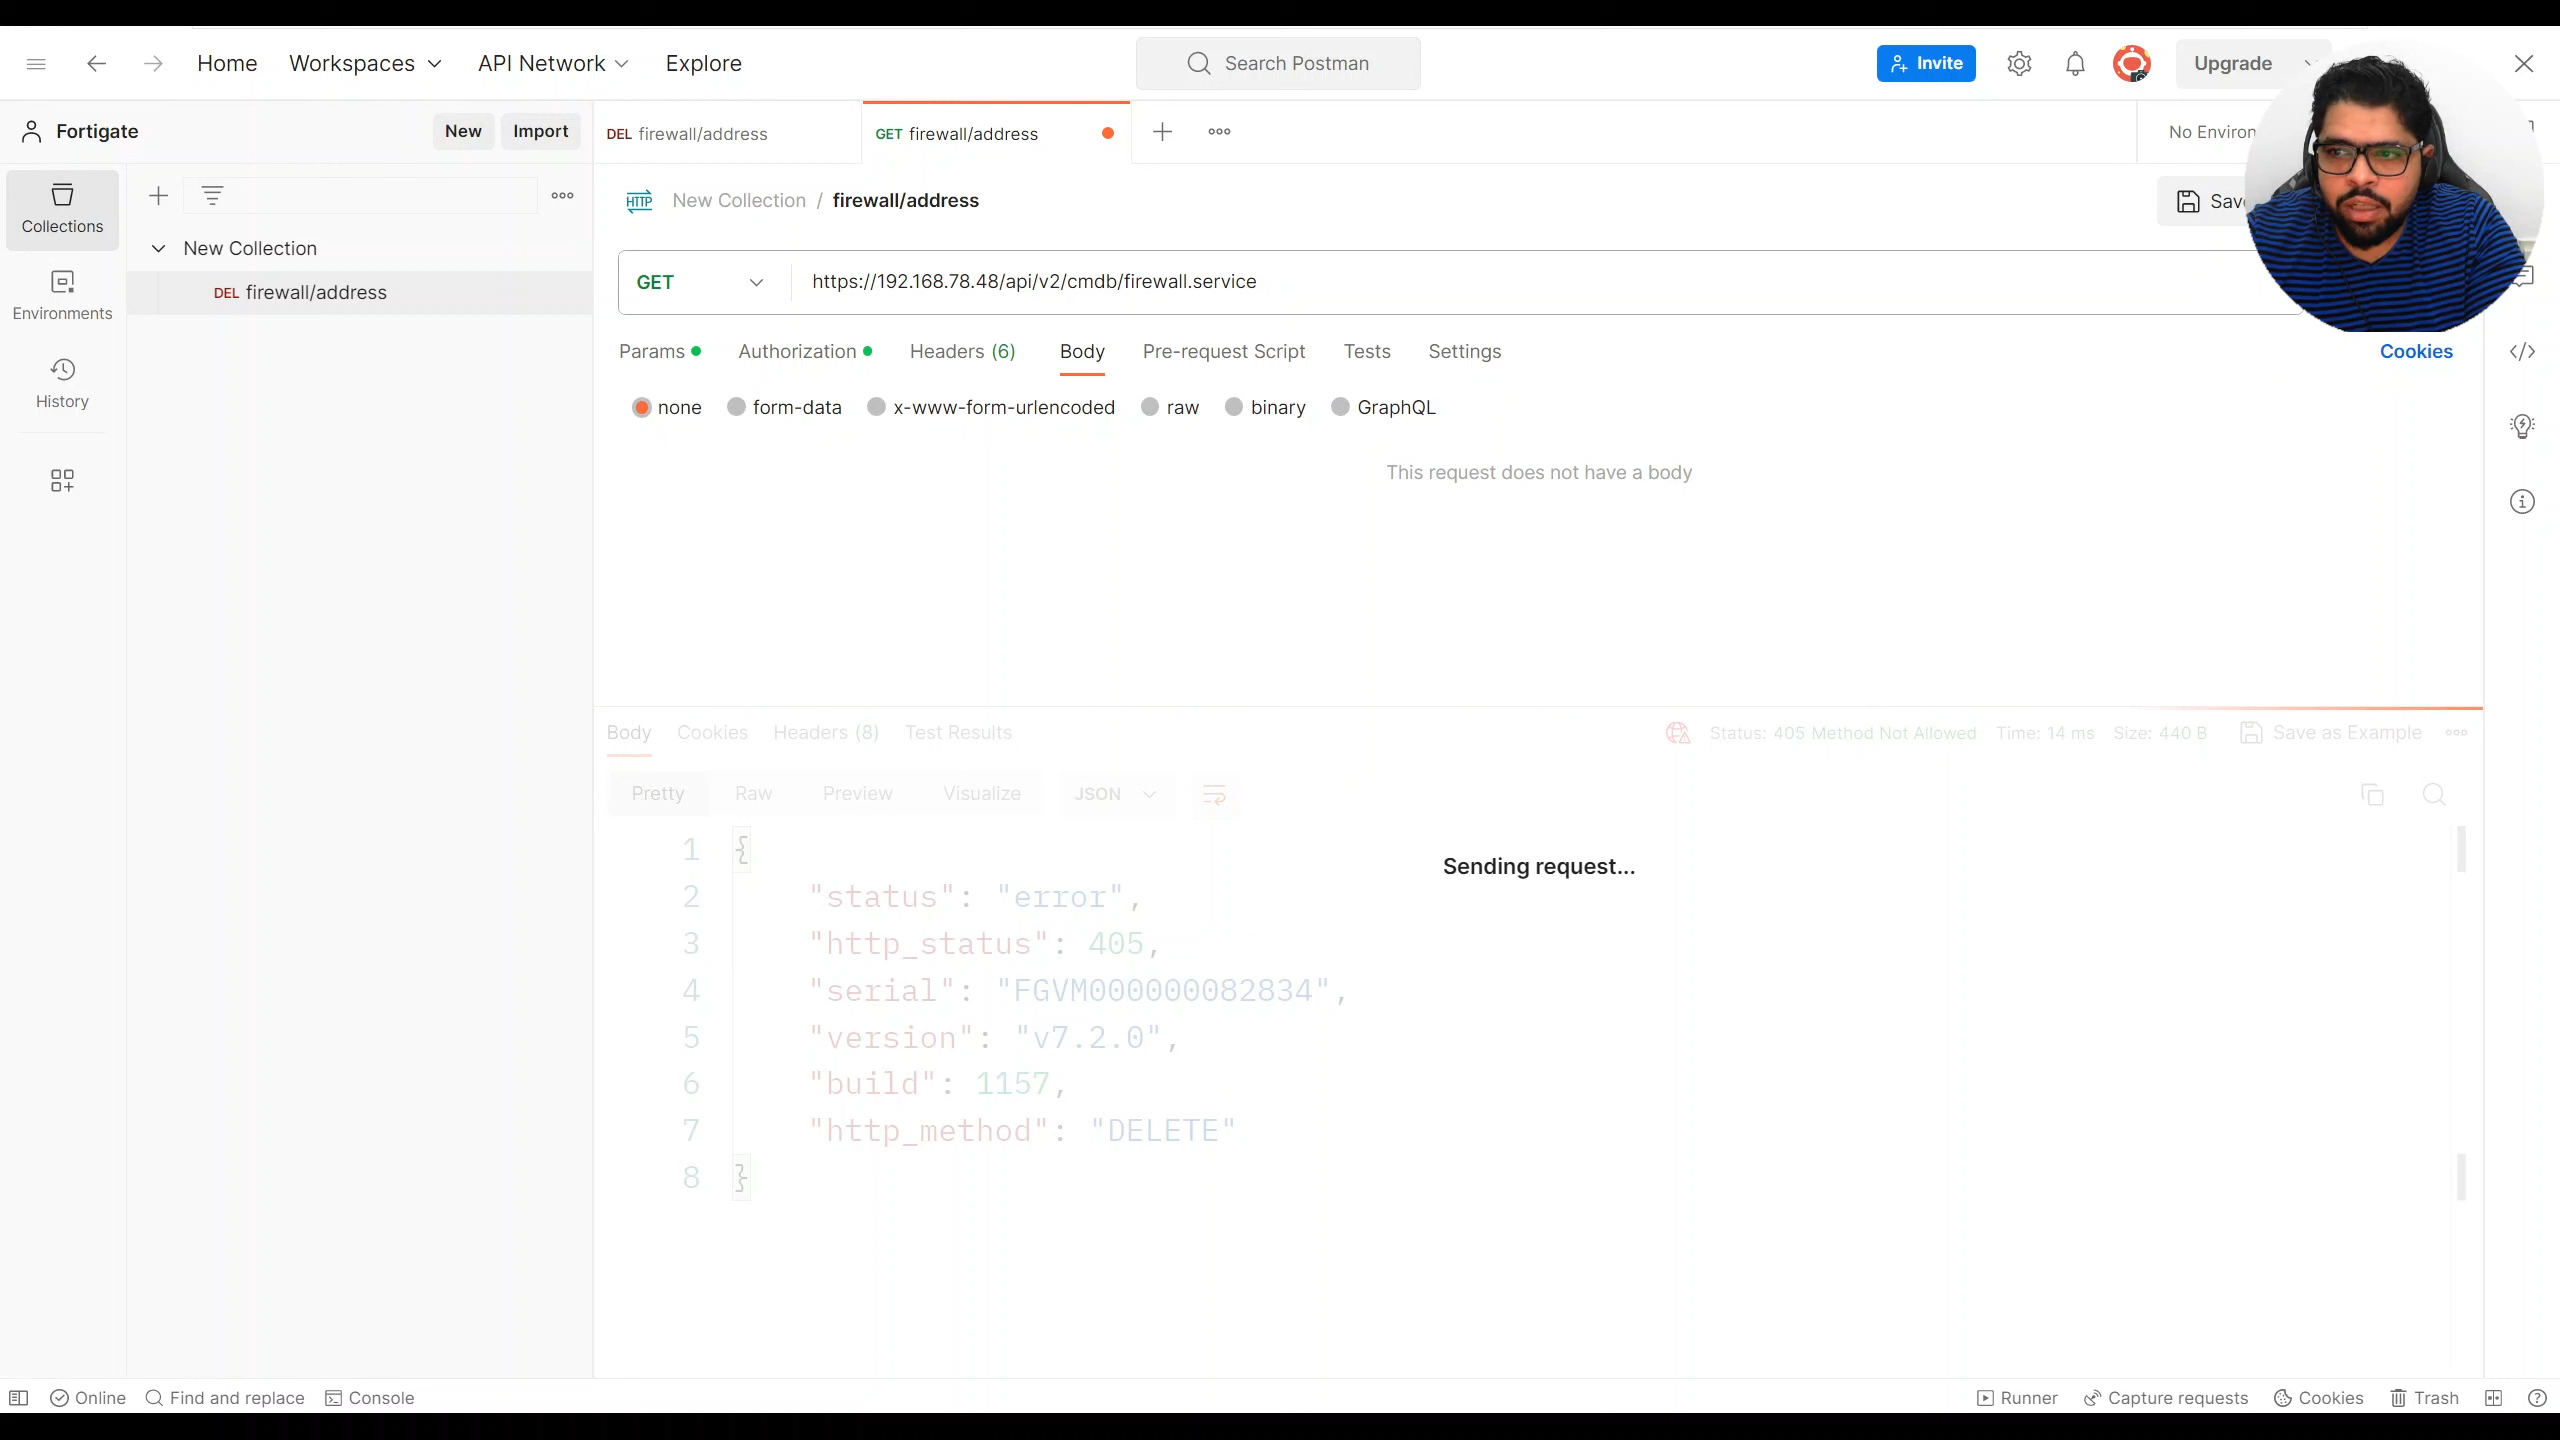 Home Workspaces API Network Explore Search Postman Invite Upgrade
Fortigate New Import DEL firewall/address GET firewall/address No Environ
Collections
Environments
History
New Collection
DEL firewall/address
HTTP New Collection / firewall/address Sav
GET https://192.168.78.48/api/v2/cmdb/firewall.service
Params Authorization Headers (6) Body Pre-request Script Tests Settings Cookies
none form-data x-www-form-urlencoded raw binary GraphQL
This request does not have a body
Body Cookies Headers (8) Test Results Status: 405 Method Not Allowed Time: 14 ms Size: 440 B Save as Example
Pretty Raw Preview Visualize JSON
Sending request...
1 {
2 "status": "error",
3 "http_status": 405,
4 "serial": "FGVM000000082834",
5 "version": "v7.2.0",
6 "build": 1157,
7 "http_method": "DELETE"
8 }
Online Find and replace Console Runner Capture requests Cookies Trash